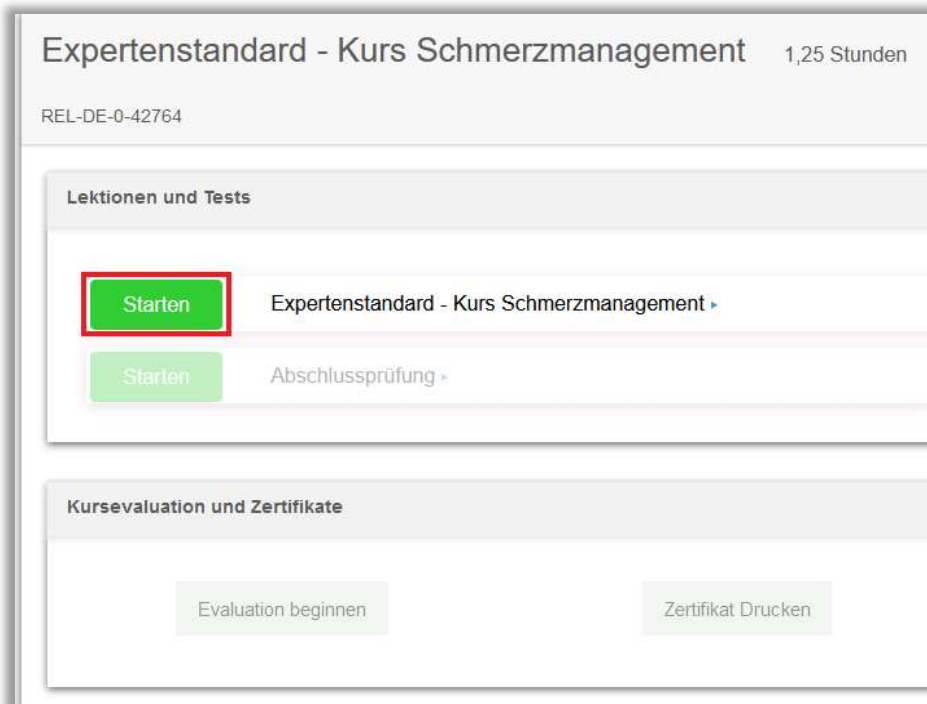 Expertenstandard - Kurs Schmerzmanagement 1,25 Stunden
REL-DE-0-42764
Lektionen und Tests
Starten Expertenstandard - Kurs Schmerzmanagement
Starten Abschlussprüfung
Kursevaluation und Zertifikate
Evaluation beginnen Zertifikat Drucken